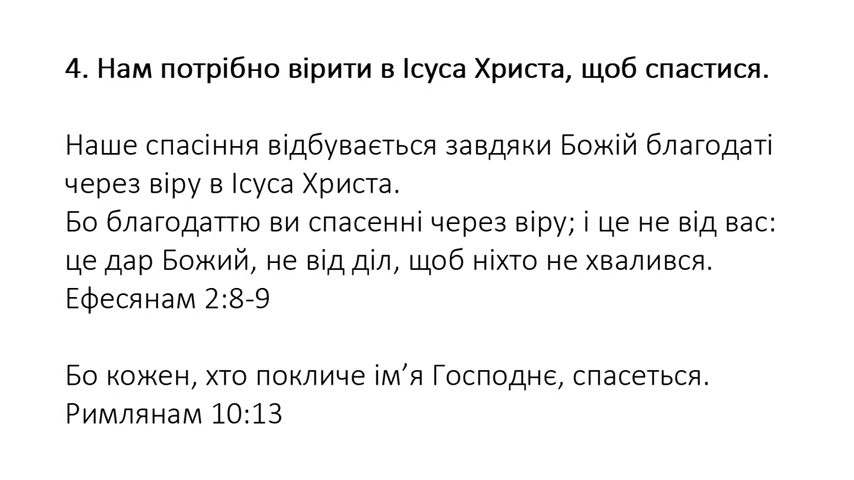 4. Нам потрібно вірити в Ісуса Христа, щоб спастися.
Наше спасіння відбувається завдяки Божій благодаті
через віру в Ісуса Христа.
Бо благодаттю ви спасенні через віру; і це не від вас:
це дар Божий, не від діл, щоб ніхто не хвалився.
Ефесянам 2:8-9
Бо кожен, хто покличе ім’я Господнє, спасеться.
Римлянам 10:13